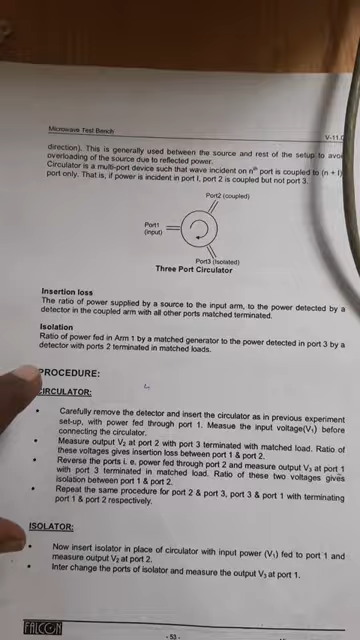 Microwave Test Bench
V-11.0
direction). This is generally used between the source and rest of the setup to avoi
overloading of the source due to reflected power.
Circulator is a multi-port device such that wave incident on nth port is coupled to (n + I)
port only. That is, if power is incident in port I, port 2 is coupled but not port 3.
Port2 (coupled)
Port1
(input)
Port3 (Isolated)
Three Port Circulator
Insertion loss
The ratio of power supplied by a source to the input arm, to the power detected by a
detector in the coupled arm with all other ports matched terminated.
Isolation
Ratio of power fed in Arm 1 by a matched generator to the power detected in port 3 by a
detector with ports 2 terminated in matched loads.
PROCEDURE:
CIRCULATOR:
• Carefully remove the detector and insert the circulator as in previous experiment
set-up, with power fed through port 1. Measue the input voltage(V1) before
connecting the circulator.
• Measure output V2 at port 2 with port 3 terminated with matched load. Ratio of
these voltages gives insertion loss between port 1 & port 2.
• Reverse the ports i. e. power fed through port 2 and measure output V3 at port 1
with port 3 terminated in matched load. Ratio of these two voltages gives
isolation between port 1 & port 2.
• Repeat the same procedure for port 2 & port 3, port 3 & port 1 with terminating
port 1 & port 2 respectively.
ISOLATOR:
• Now insert isolator in place of circulator with input power (V1) fed to port 1 and
measure output V2 at port 2.
• Inter change the ports of isolator and measure the output V3 at port 1.
FALCON
- 53 -